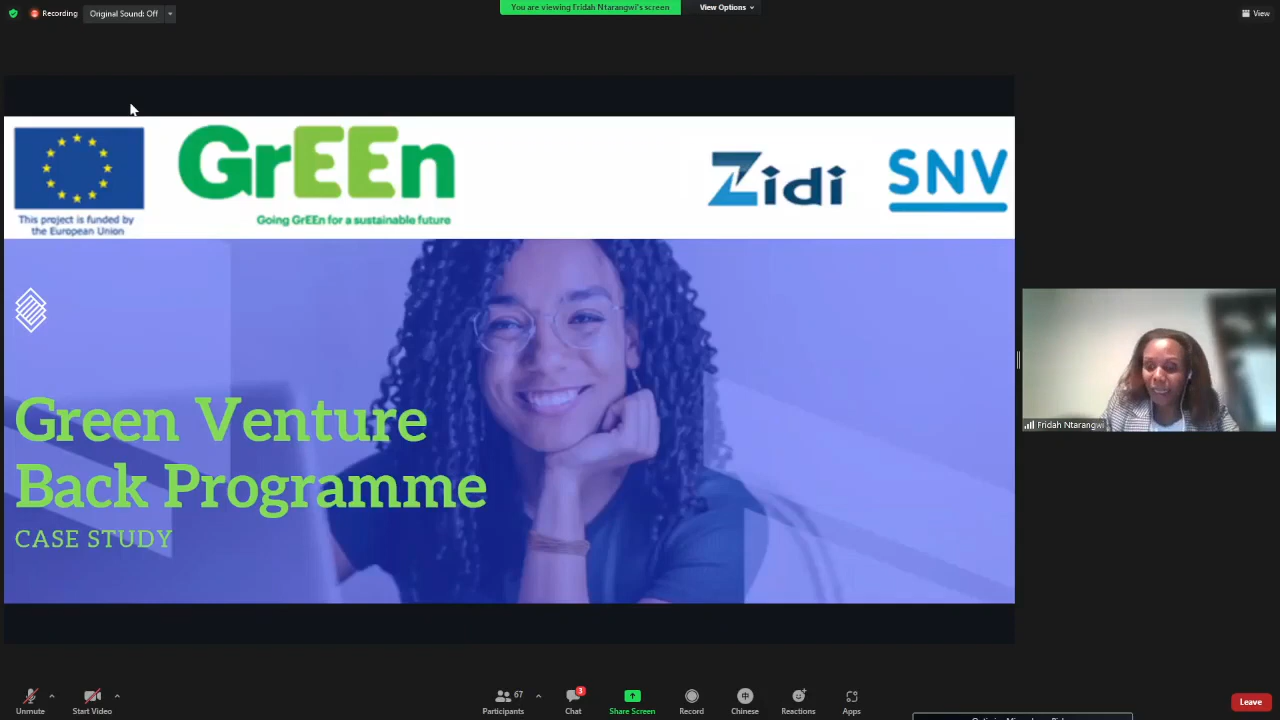 Recording
Original Sound: Off
You are viewing Fridah Ntarangwi's screen
View Options
View
GrEEn
Going GrEEn for a sustainable future
This project is funded by
the European Union
Zidi
SNV
Green Venture
Back Programme
CASE STUDY
Fridah Ntarangwi
Unmute
Start Video
67
Participants
3
Chat
Share Screen
Record
中
Chinese
Reactions
Apps
Leave